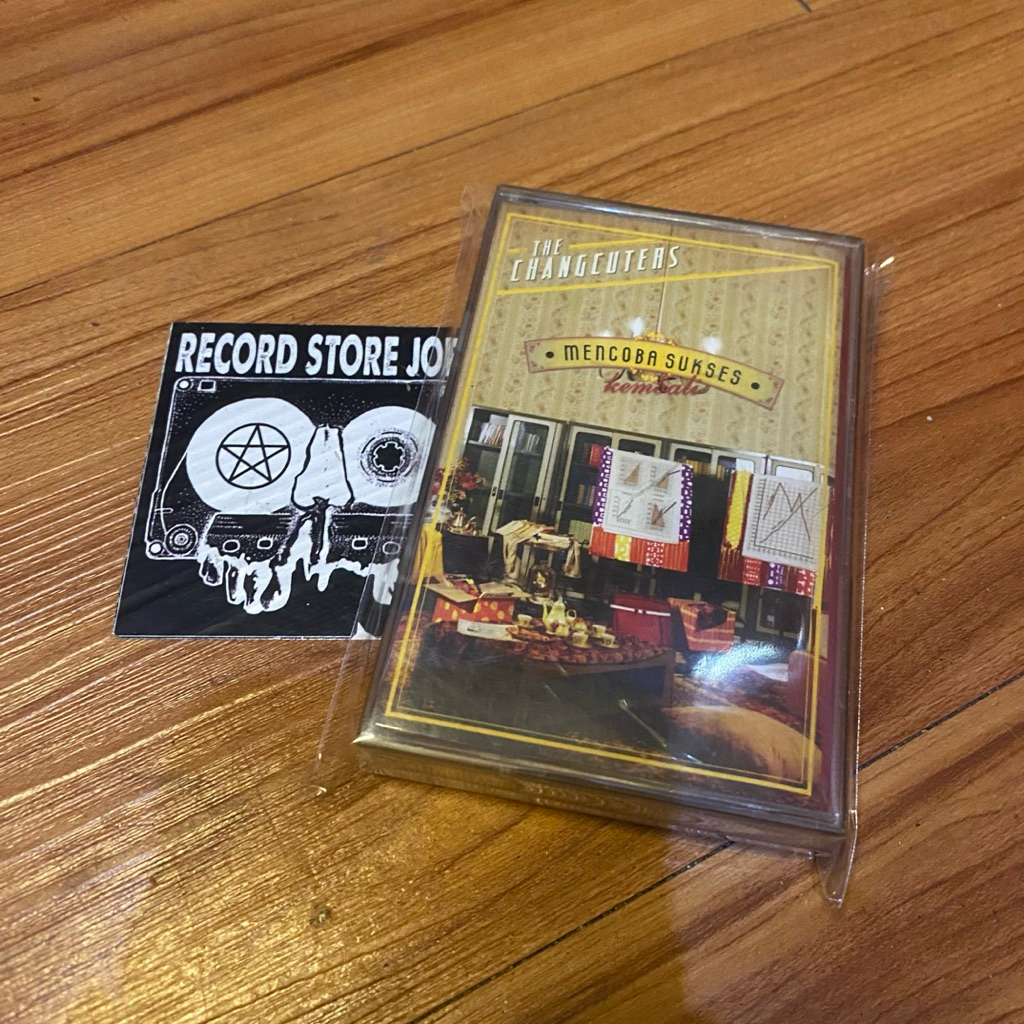 THE
CHANGCUTERS
MENCOBA SUKSES
kembali
RECORD STORE JO